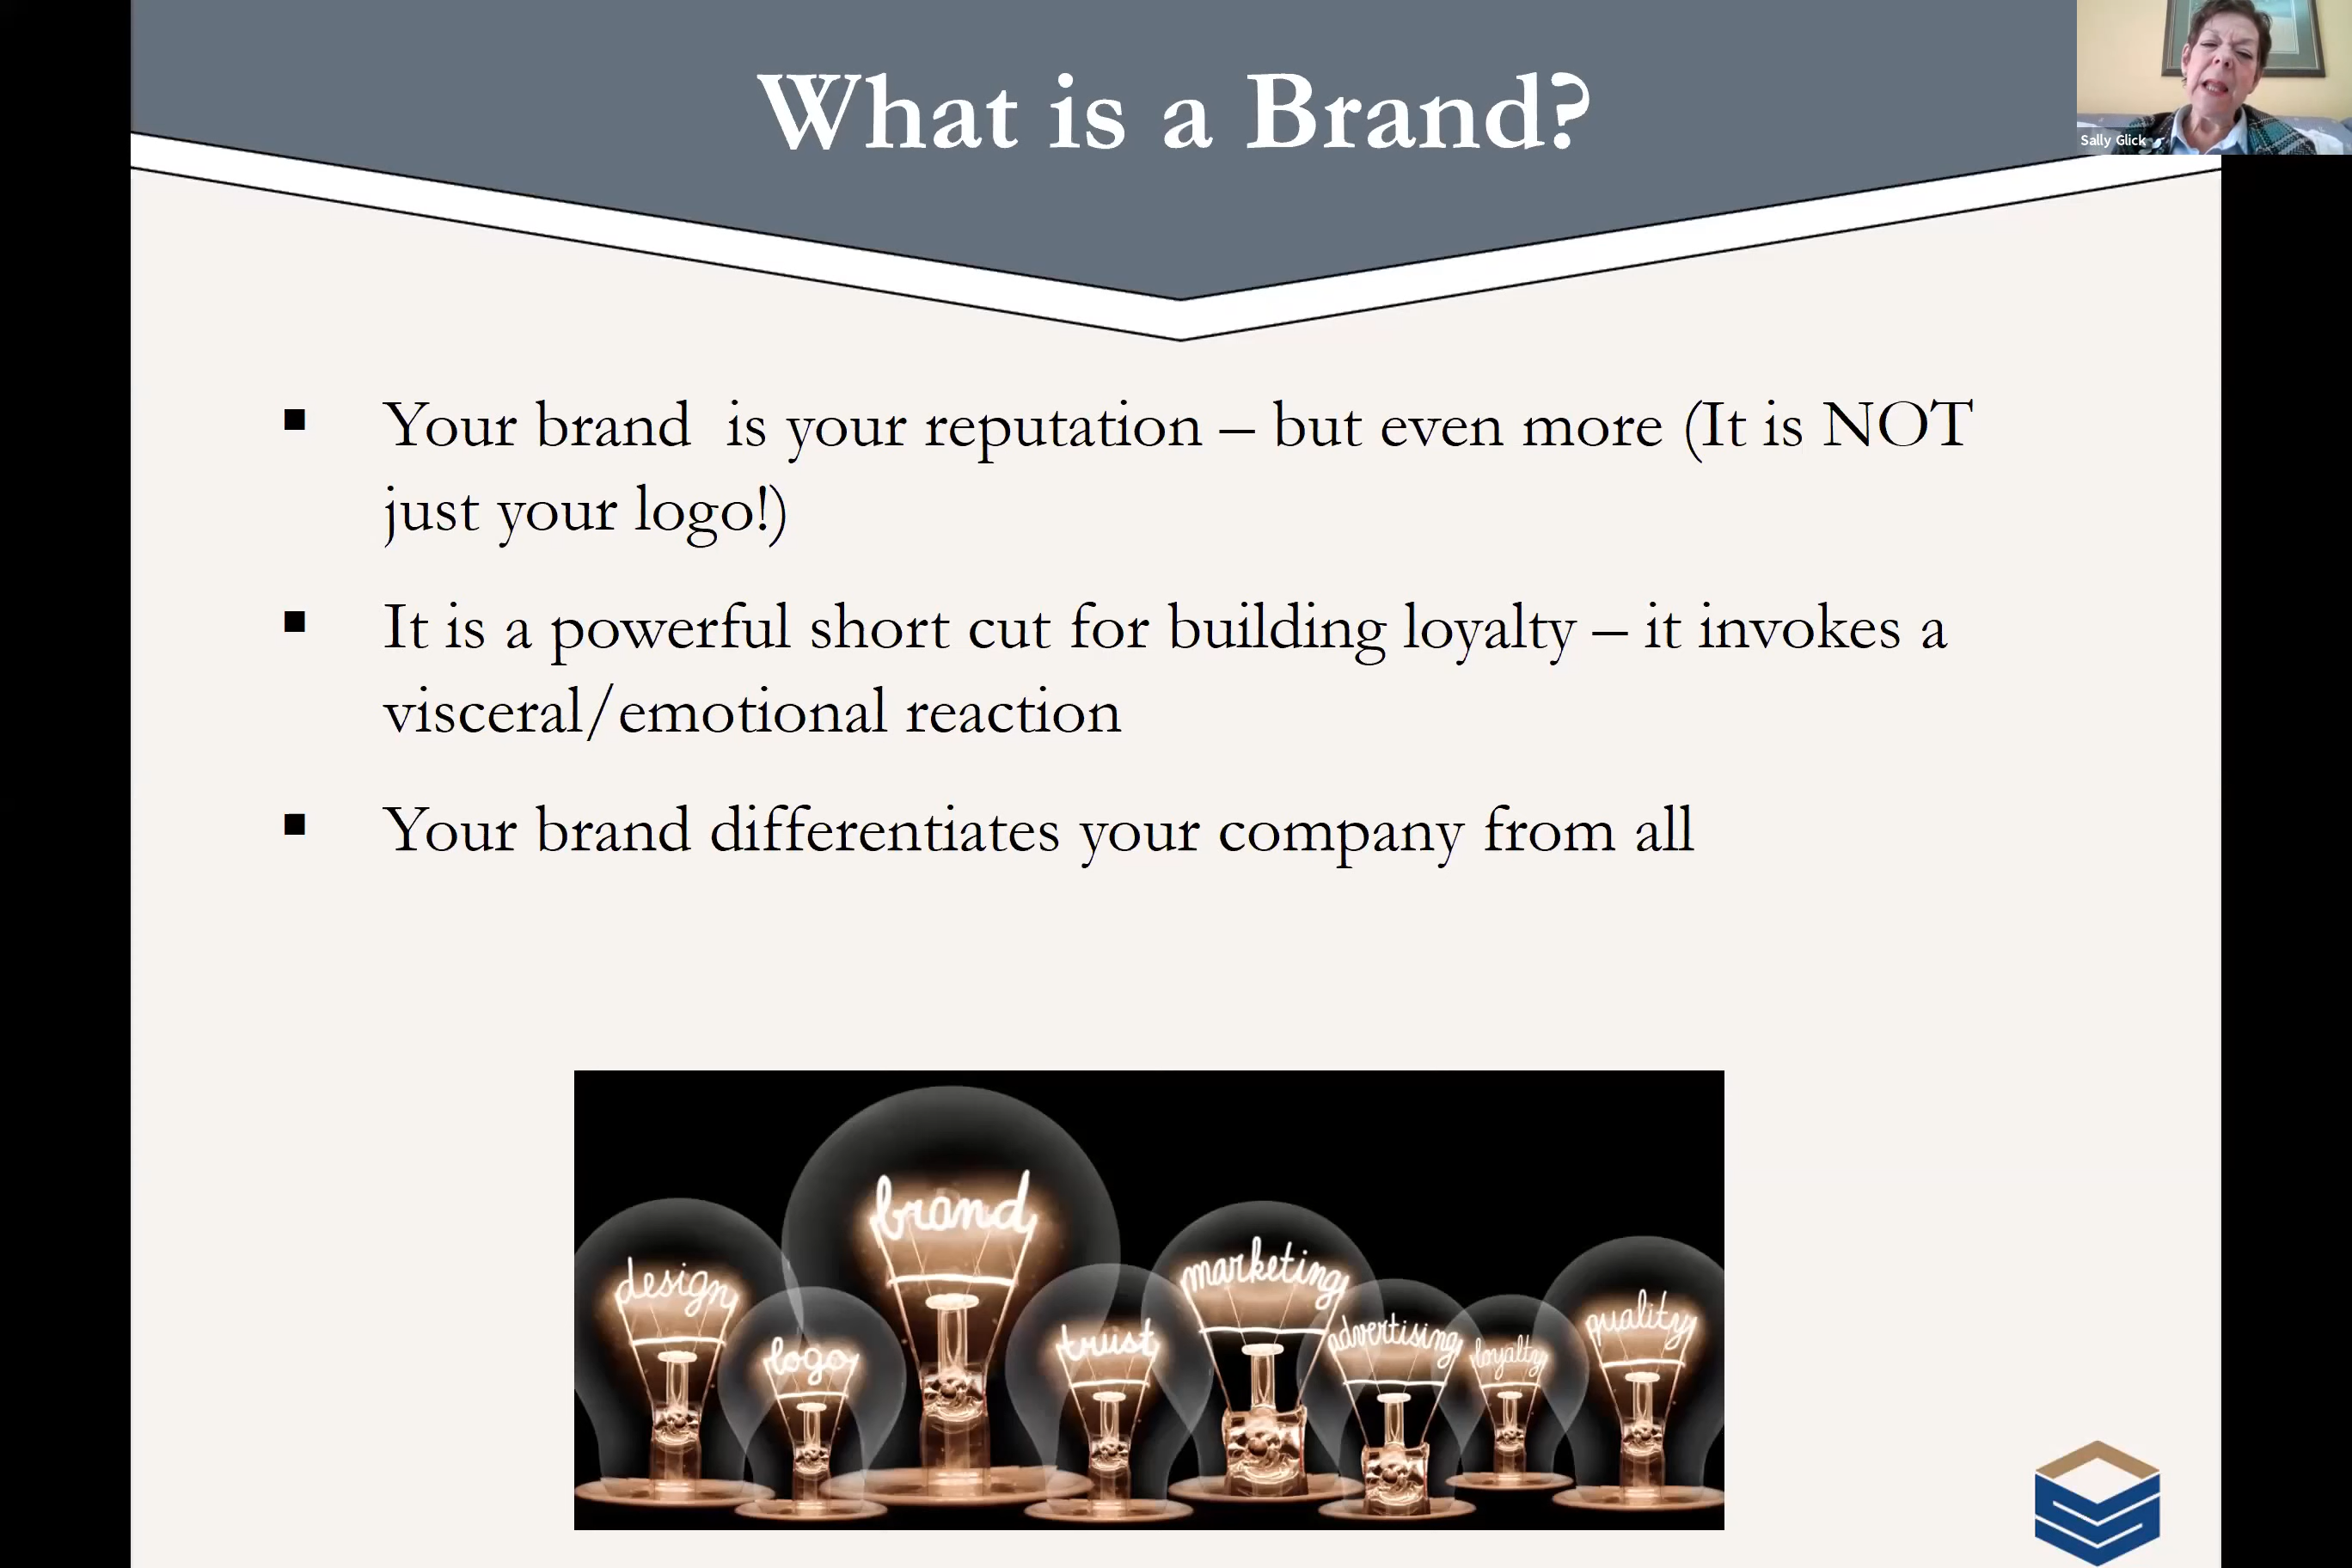 What is a Brand?
Sally Glick
▪ Your brand  is your reputation – but even more (It is NOT
just your logo!)
▪ It is a powerful short cut for building loyalty – it invokes a
visceral/emotional reaction
▪ Your brand differentiates your company from all
brand
design
marketing
logo
trust
advertising
loyalty
quality